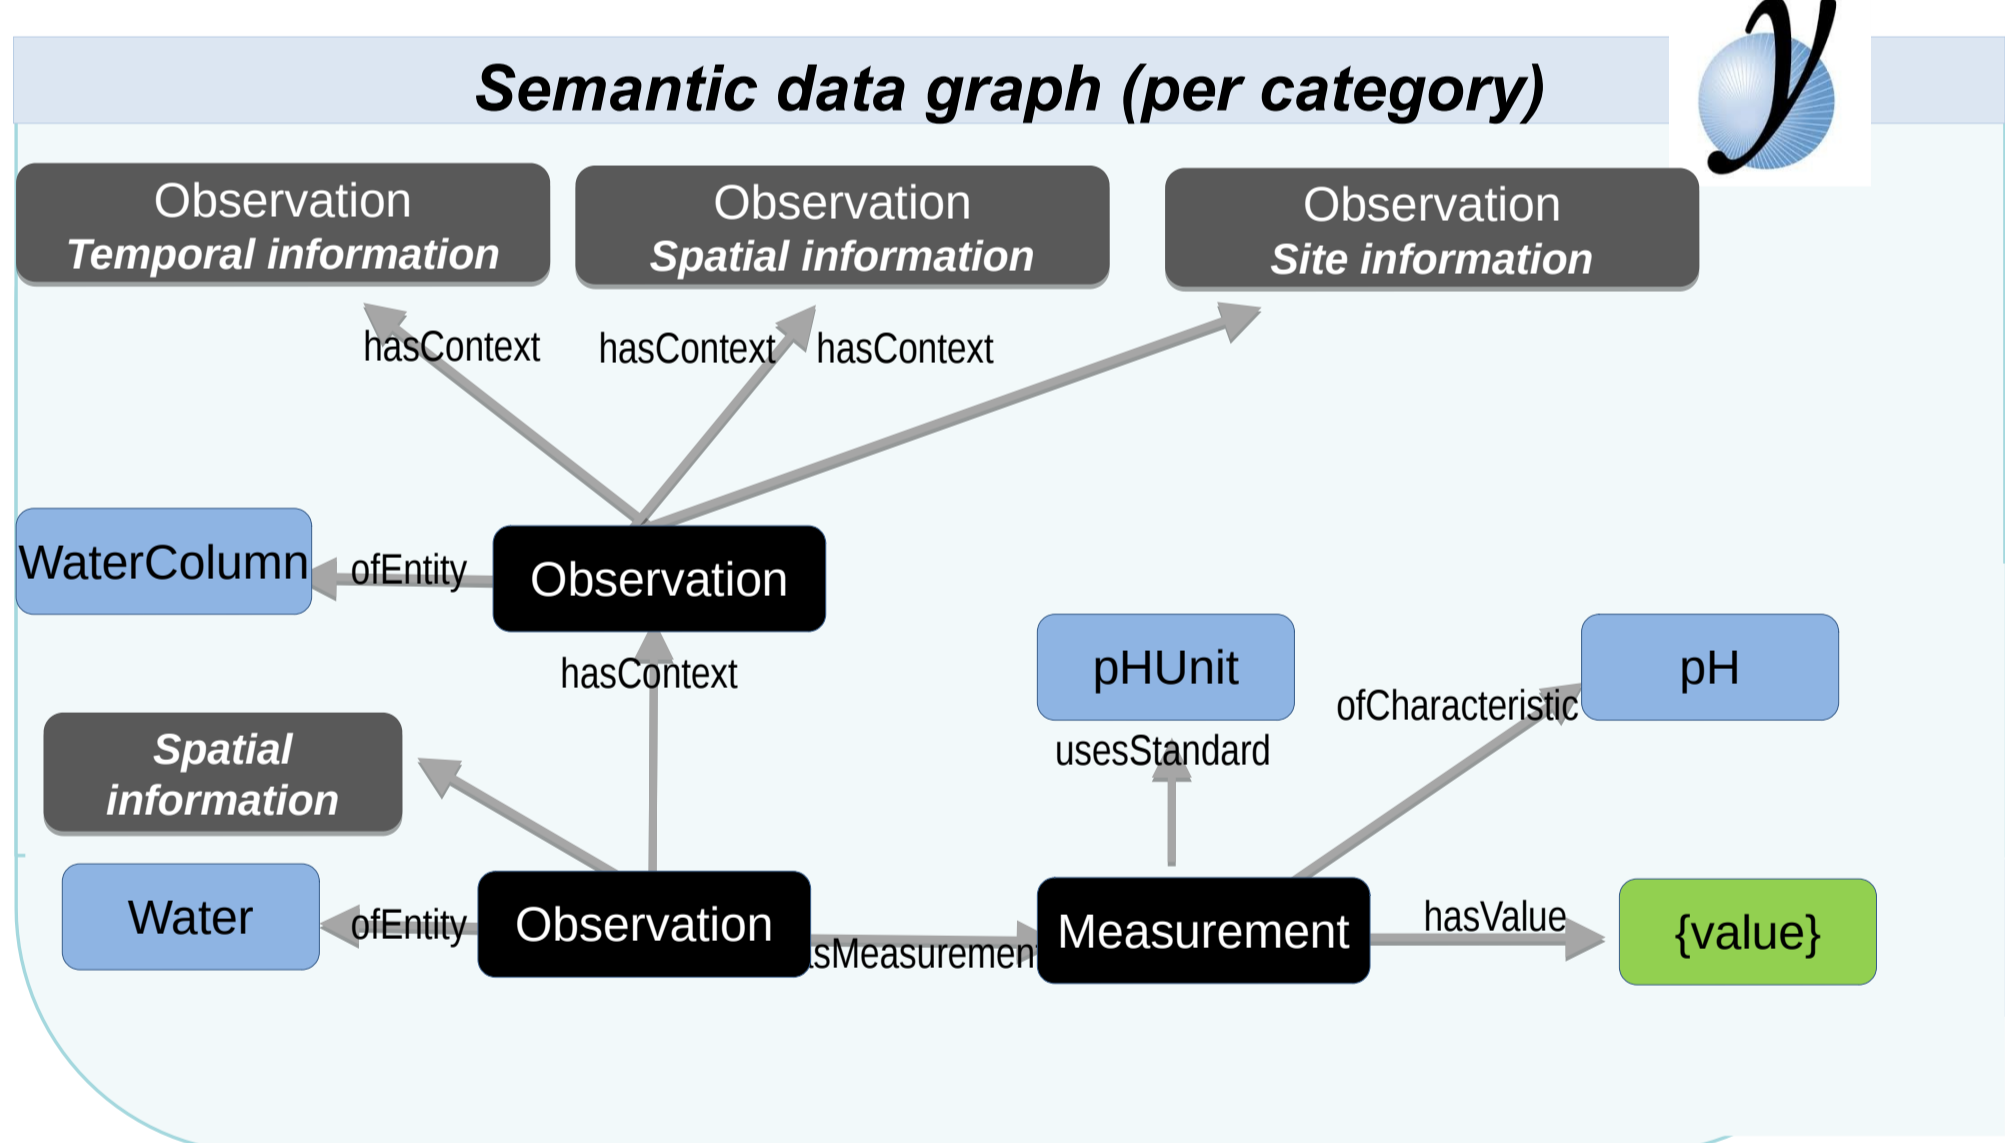 Semantic data graph (per category)
y
Observation
Temporal information
Observation
Spatial information
Observation
Site information
hasContext
hasContext
hasContext
WaterColumn
ofEntity
Observation
hasContext
pHUnit
pH
ofCharacteristic
usesStandard
Spatial
information
Water
ofEntity
Observation
asMeasurement
Measurement
hasValue
{value}